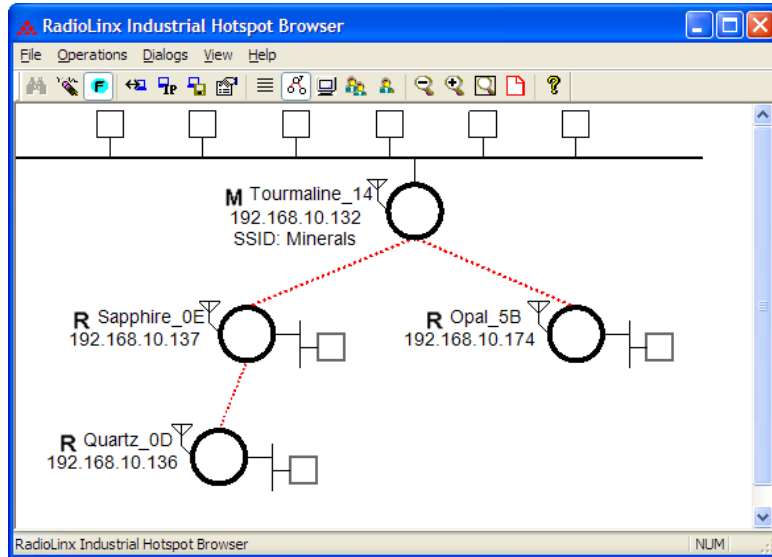 RadioLinx Industrial Hotspot Browser
File Operations Dialogs View Help
F IP ?
M Tourmaline_14
192.168.10.132
SSID: Minerals
R Sapphire_0E
192.168.10.137
R Opal_5B
192.168.10.174
R Quartz_0D
192.168.10.136
RadioLinx Industrial Hotspot Browser NUM